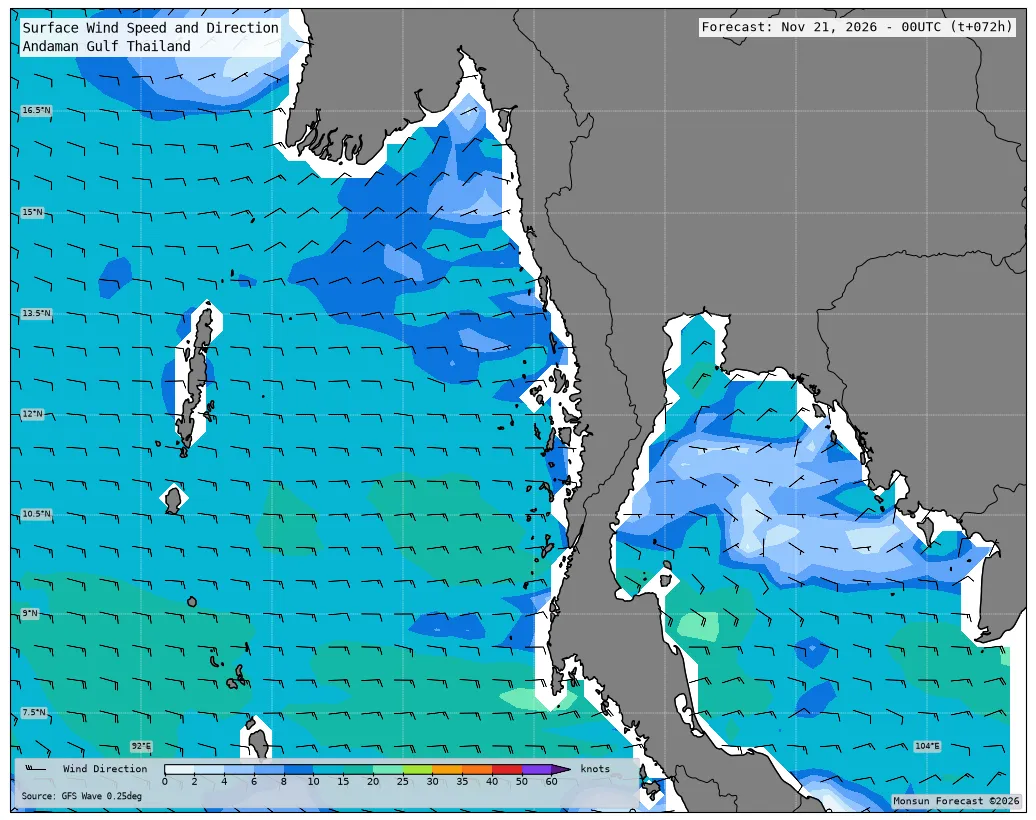 Surface Wind Speed and Direction
Andaman Gulf Thailand
Forecast: Nov 21, 2026 - 00UTC (t+072h)
16.5°N
15°N
13.5°N
12°N
10.5°N
9°N
7.5°N
92°E
104°E
Wind Direction
knots
0 2 4 6 8 10 15 20 25 30 35 40 50 60
Source: GFS Wave 0.25deg
Monsun Forecast ©2026